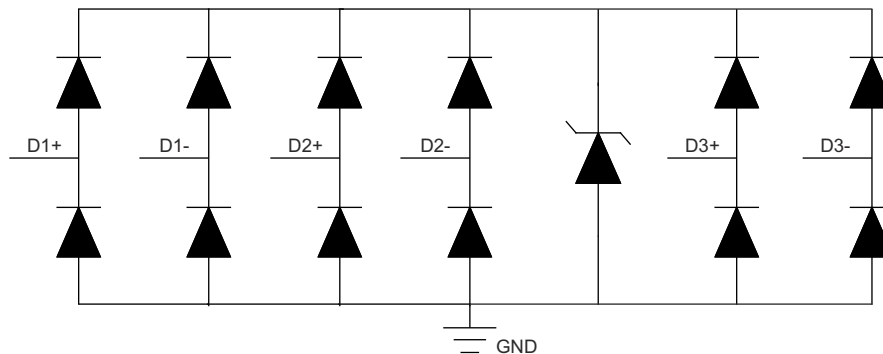 D1+
D1-
D2+
D2-
D3+
D3-
GND